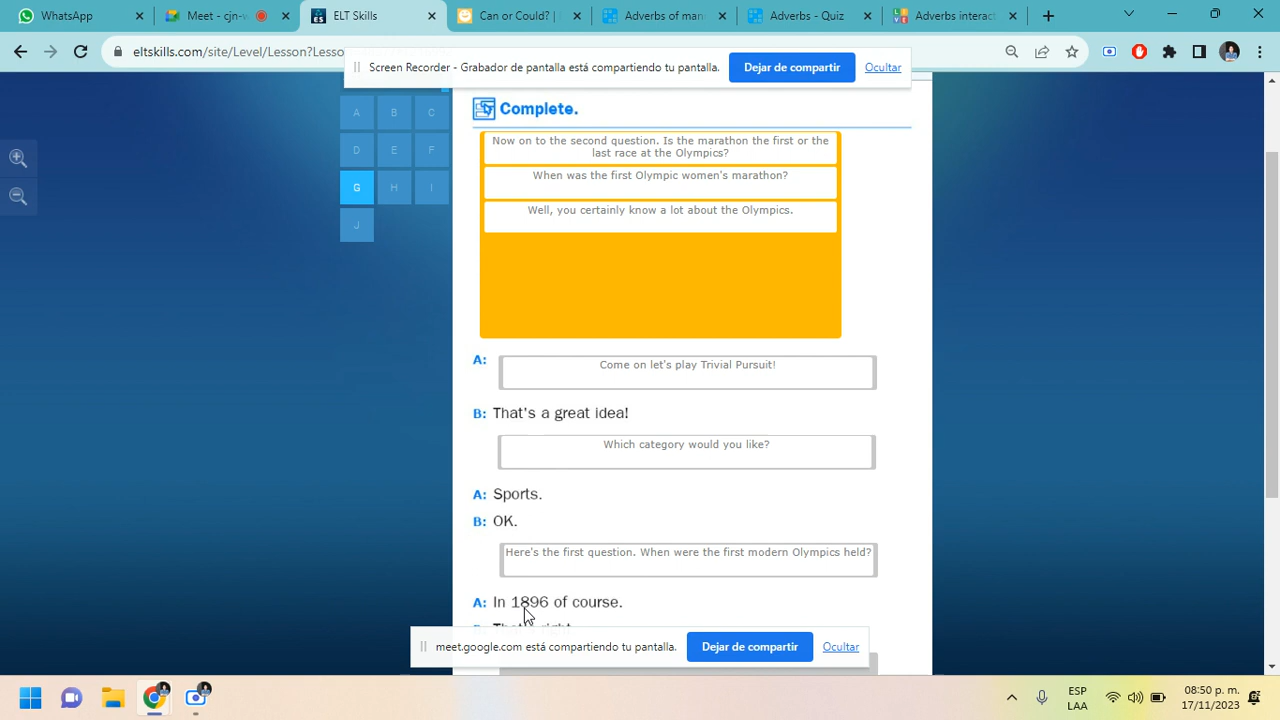 WhatsApp
Meet - cjn-w
ELT Skills
Can or Could? |
Adverbs of man
Adverbs - Quiz
Adverbs interac
eltskills.com/site/Level/Lesson?Less
Screen Recorder - Grabador de pantalla está compartiendo tu pantalla.
Dejar de compartir
Ocultar
A B C
D E F
G H I
J
Complete.
Now on to the second question. Is the marathon the first or the
last race at the Olympics?
When was the first Olympic women's marathon?
Well, you certainly know a lot about the Olympics.
A:
Come on let's play Trivial Pursuit!
B: That's a great idea!
Which category would you like?
A: Sports.
B: OK.
Here's the first question. When were the first modern Olympics held?
A: In 1896 of course.
meet.google.com está compartiendo tu pantalla.
Dejar de compartir
Ocultar
ESP
LAA
08:50 p. m.
17/11/2023